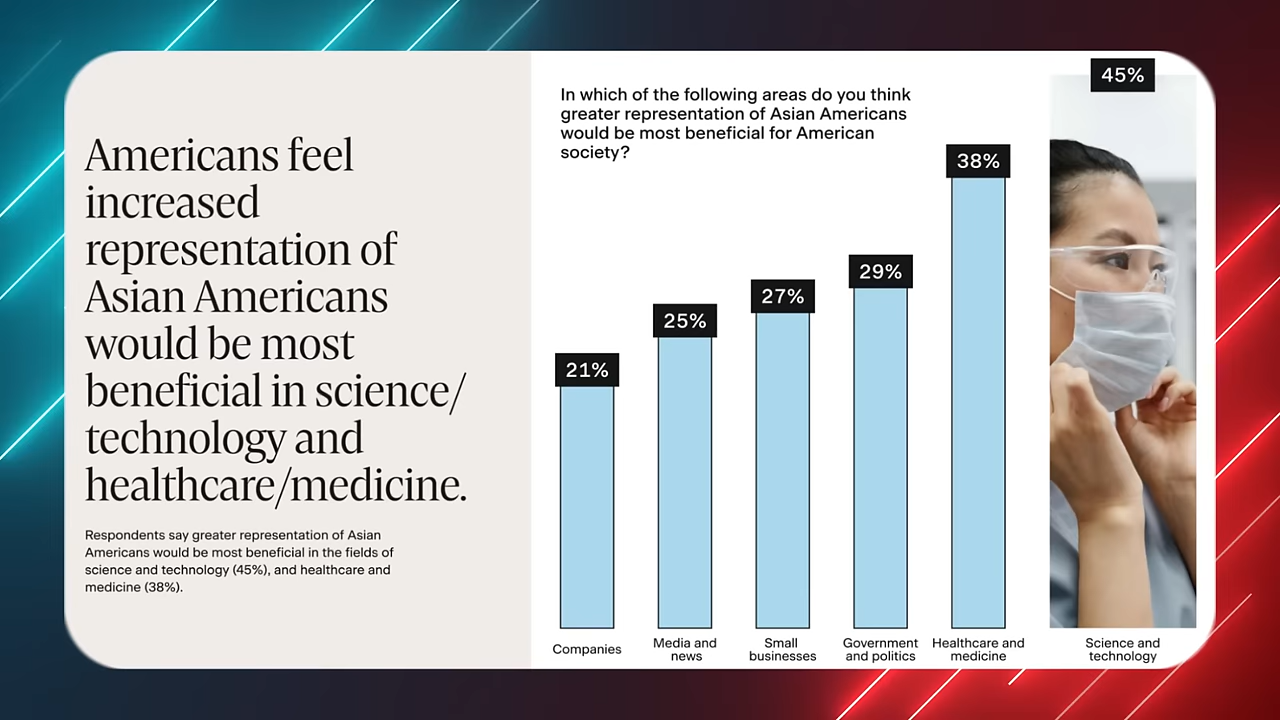 Americans feel
increased
representation of
Asian Americans
would be most
beneficial in science/
technology and
healthcare/medicine.
Respondents say greater representation of Asian
Americans would be most beneficial in the fields of
science and technology (45%), and healthcare and
medicine (38%).
In which of the following areas do you think
greater representation of Asian Americans
would be most beneficial for American
society?
21%
25%
27%
29%
38%
45%
Companies
Media and
news
Small
businesses
Government
and politics
Healthcare and
medicine
Science and
technology